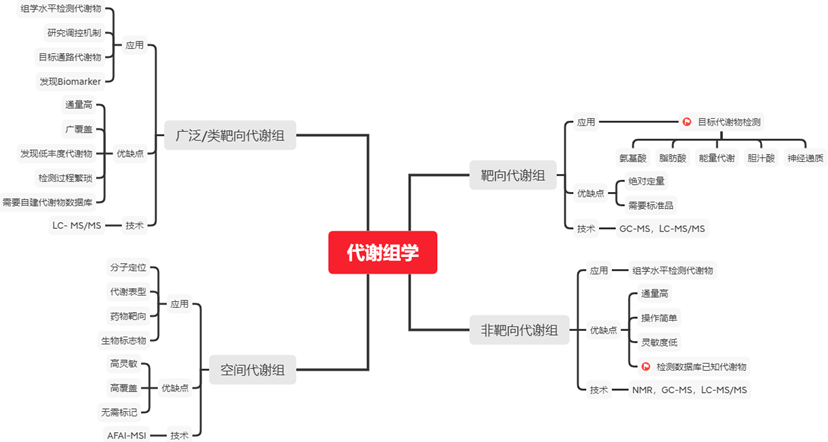 代谢组学
广泛/类靶向代谢组
应用
组学水平检测代谢物
研究调控机制
目标通路代谢物
发现Biomarker
优缺点
通量高
广覆盖
发现低丰度代谢物
检测过程繁琐
需要自建代谢物数据库
技术
LC- MS/MS
空间代谢组
应用
分子定位
代谢表型
药物靶向
生物标志物
优缺点
高灵敏
高覆盖
无需标记
技术
AFAI-MSI
靶向代谢组
应用
目标代谢物检测
氨基酸
脂肪酸
能量代谢
胆汁酸
神经递质
优缺点
绝对定量
需要标准品
技术
GC-MS，LC-MS/MS
非靶向代谢组
应用
组学水平检测代谢物
优缺点
通量高
操作简单
灵敏度低
检测数据库已知代谢物
技术
NMR，GC-MS，LC-MS/MS